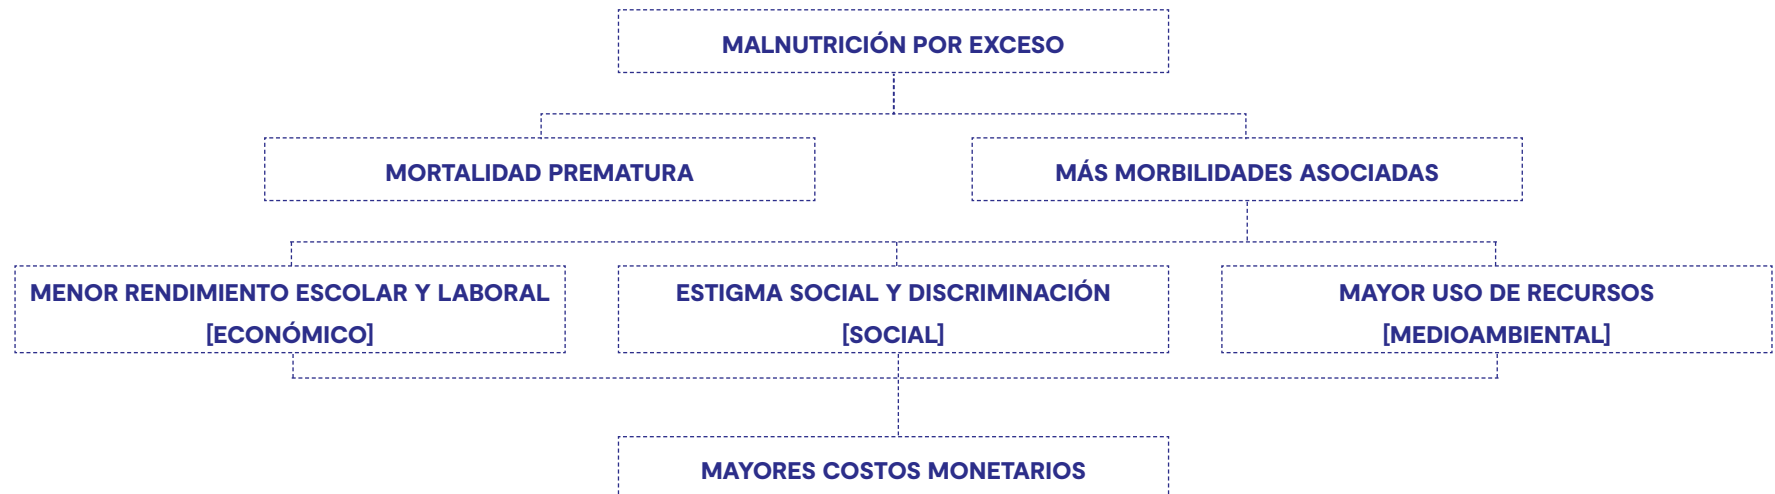 MALNUTRICIÓN POR EXCESO
MORTALIDAD PREMATURA
MÁS MORBILIDADES ASOCIADAS
MENOR RENDIMIENTO ESCOLAR Y LABORAL
[ECONÓMICO]
ESTIGMA SOCIAL Y DISCRIMINACIÓN
[SOCIAL]
MAYOR USO DE RECURSOS
[MEDIOAMBIENTAL]
MAYORES COSTOS MONETARIOS